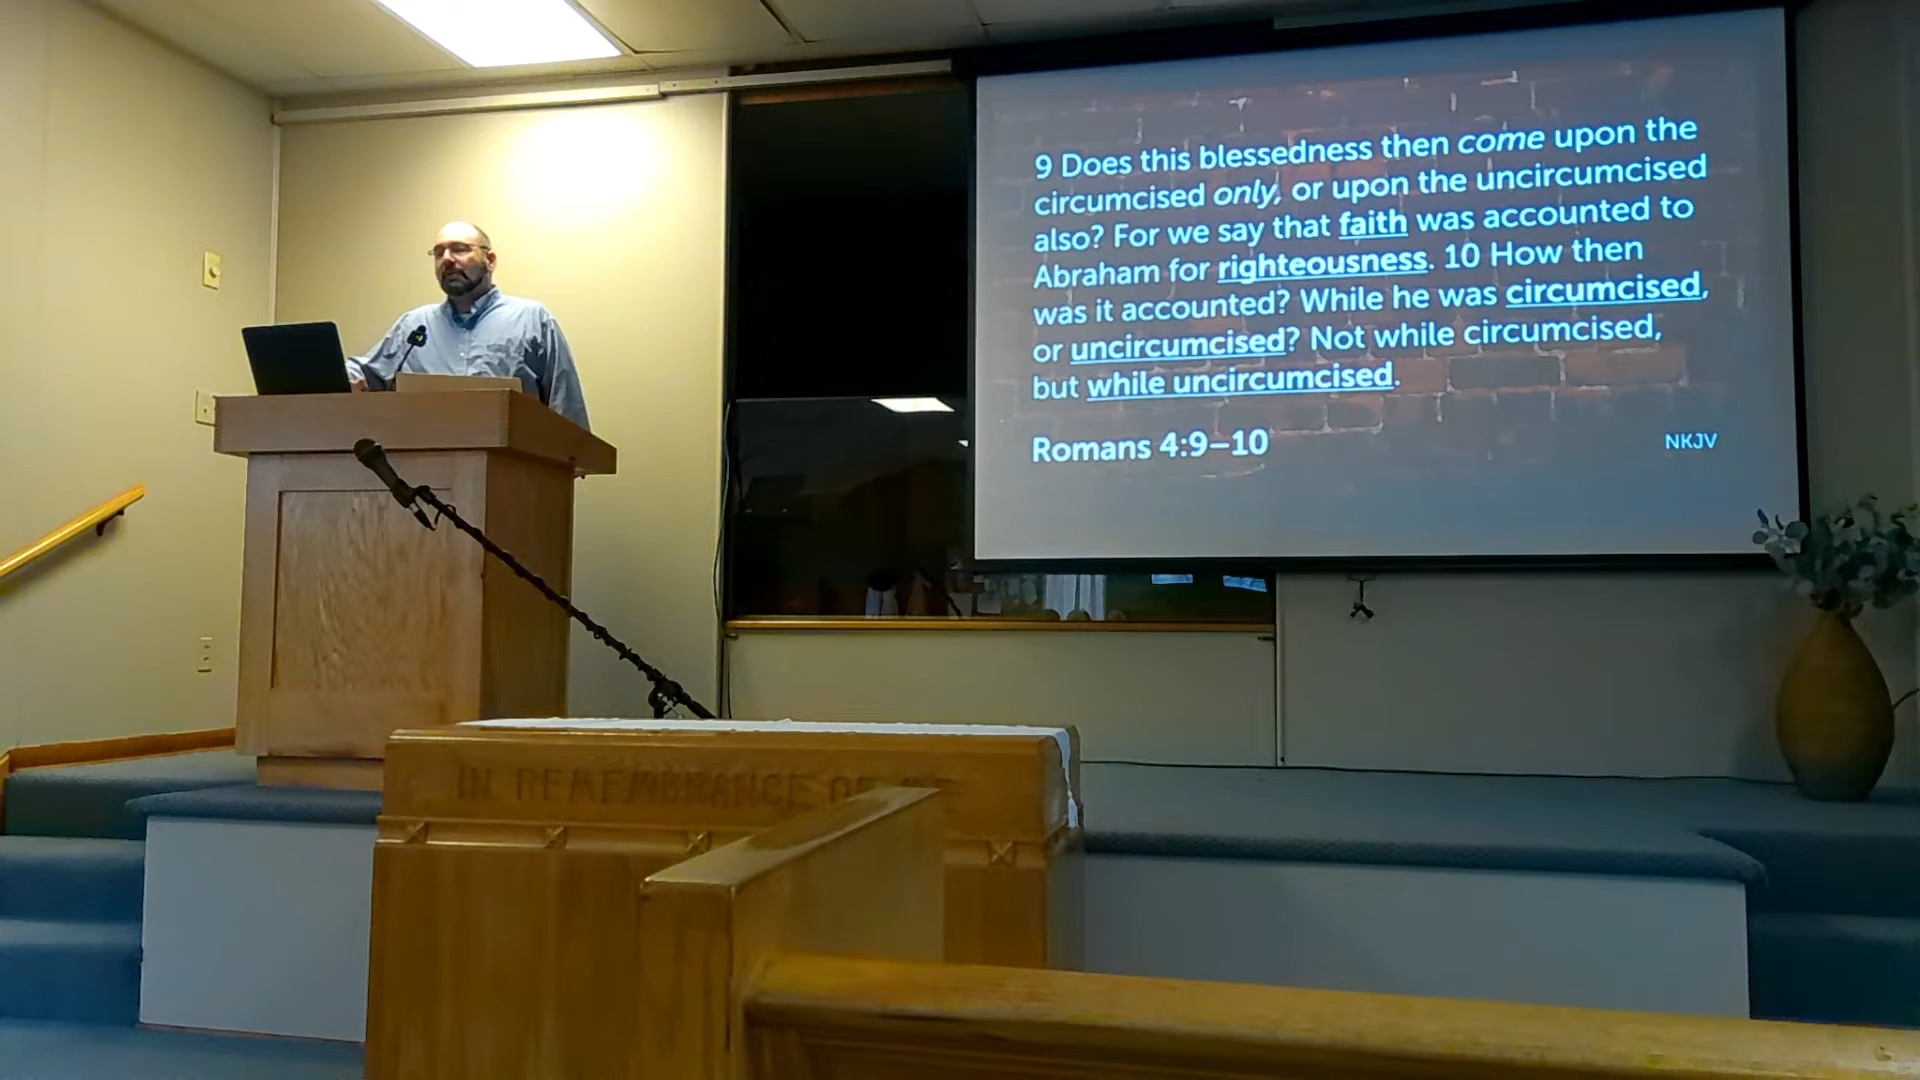 9 Does this blessedness then come upon the
circumcised only, or upon the uncircumcised
also? For we say that faith was accounted to
Abraham for righteousness. 10 How then
was it accounted? While he was circumcised,
or uncircumcised? Not while circumcised,
but while uncircumcised.
Romans 4:9–10
NKJV
IN REMEMBRANCE OF ME